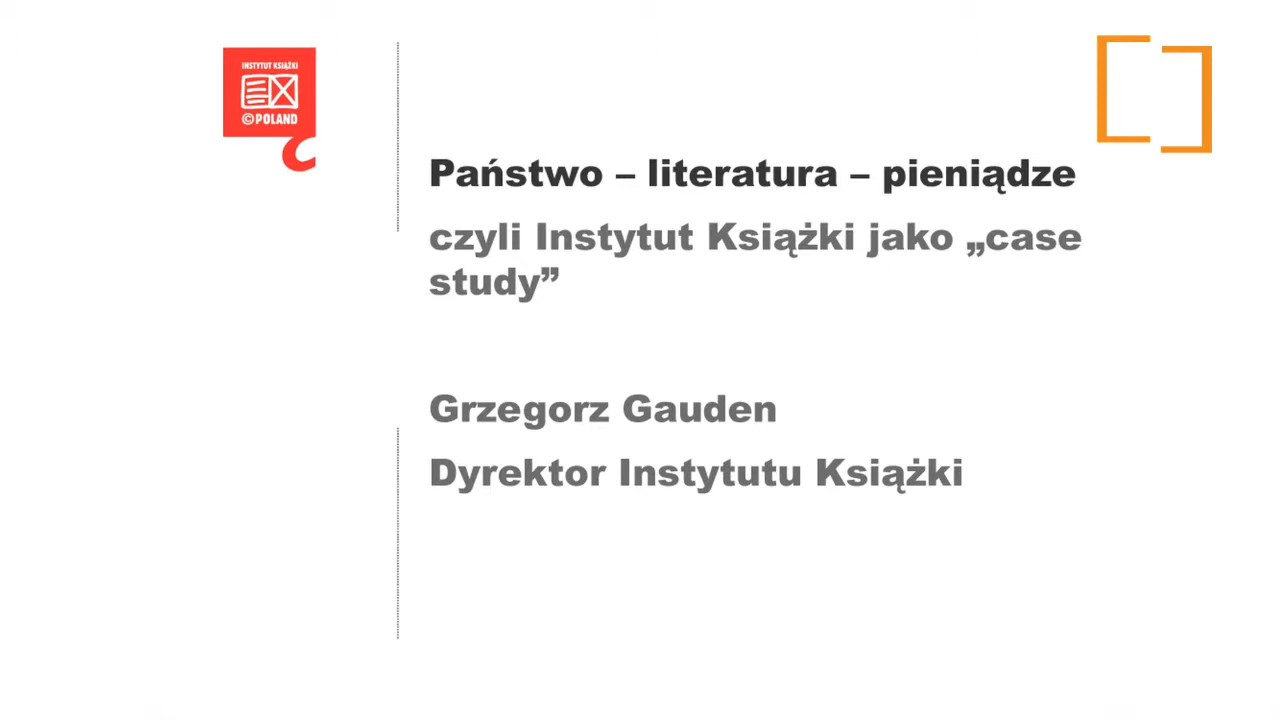 INSTYTUT KSIĄŻKI
©POLAND
Państwo – literatura – pieniądze
czyli Instytut Książki jako „case
study”
Grzegorz Gauden
Dyrektor Instytutu Książki